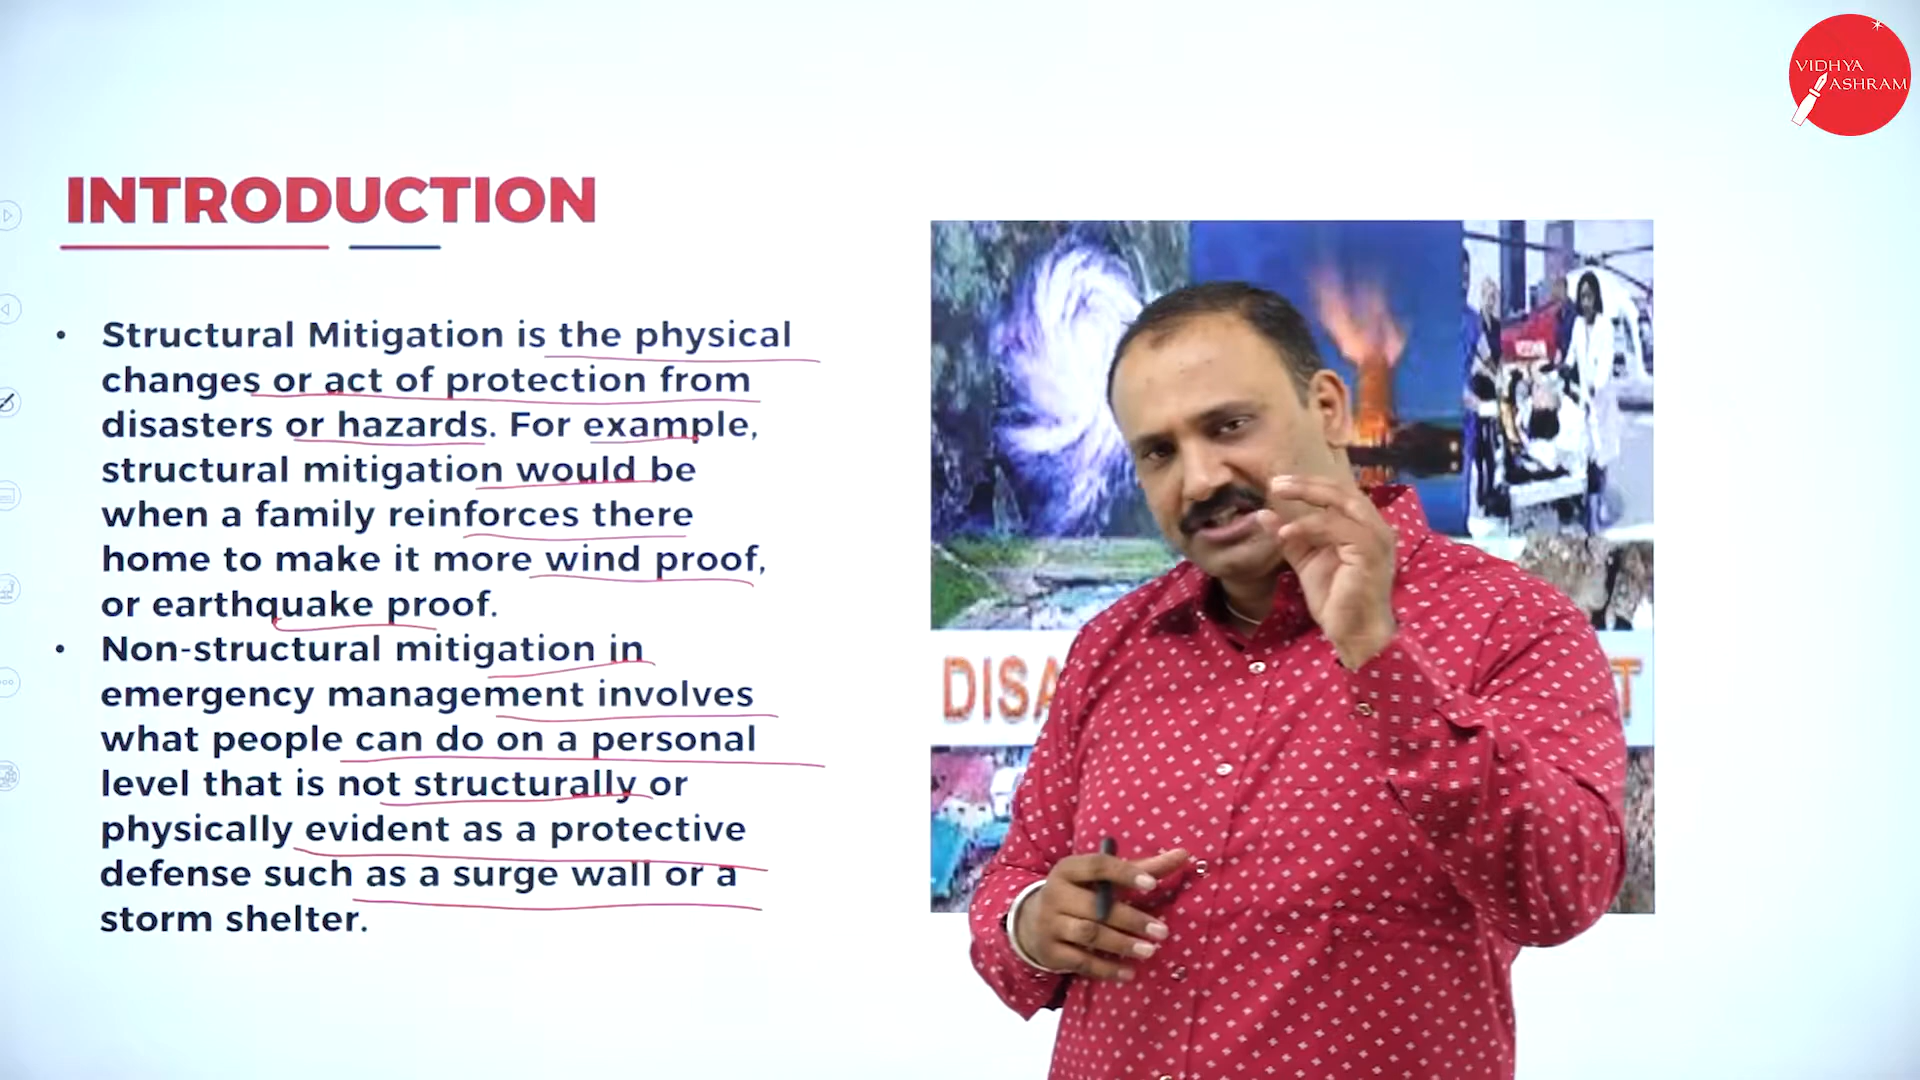 VIDHYA
ASHRAM
INTRODUCTION
• Structural Mitigation is the physical
changes or act of protection from
disasters or hazards. For example,
structural mitigation would be
when a family reinforces there
home to make it more wind proof,
or earthquake proof.
• Non-structural mitigation in
emergency management involves
what people can do on a personal
level that is not structurally or
physically evident as a protective
defense such as a surge wall or a
storm shelter.